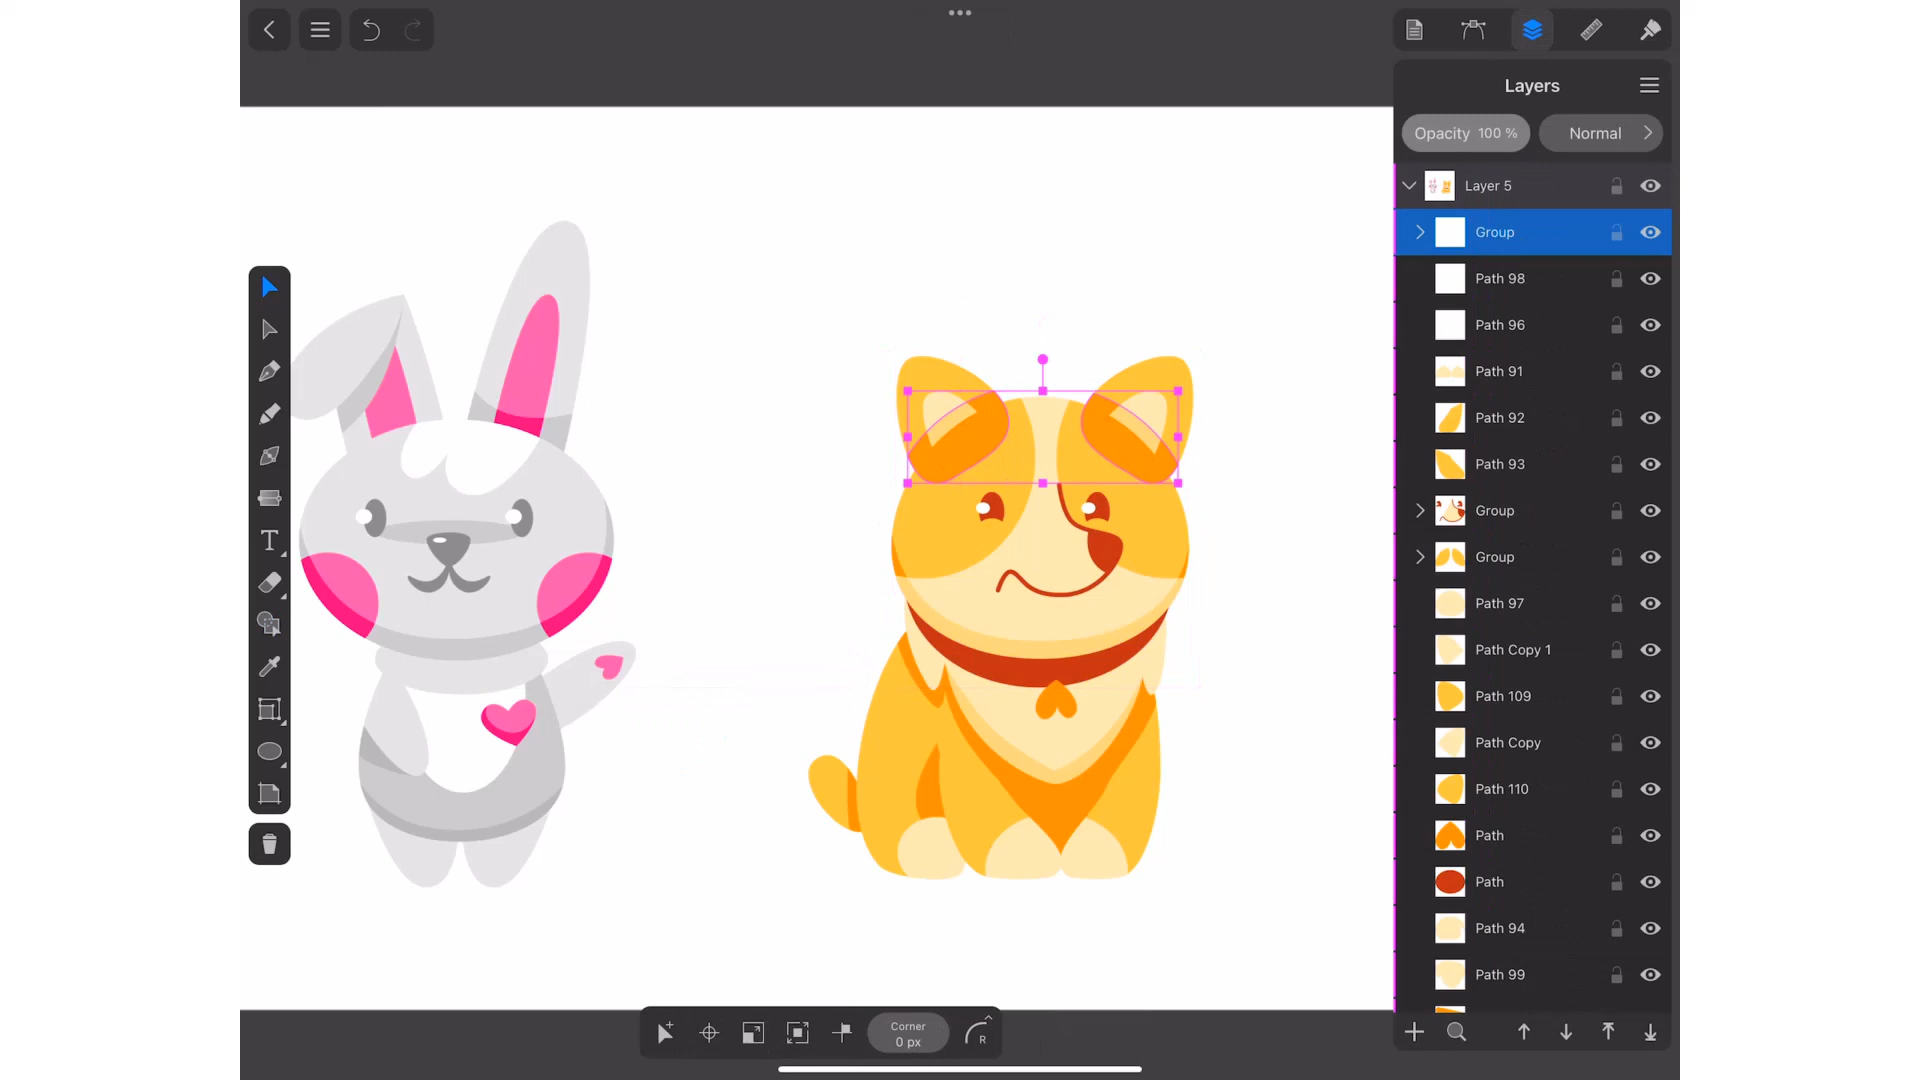 Layers
Opacity 100 %
Normal
Layer 5
Group
Path 98
Path 96
Path 91
Path 92
Path 93
Group
Group
Path 97
Path Copy 1
Path 109
Path Copy
Path 110
Path
Path
Path 94
Path 99
T
Corner
0 px
R